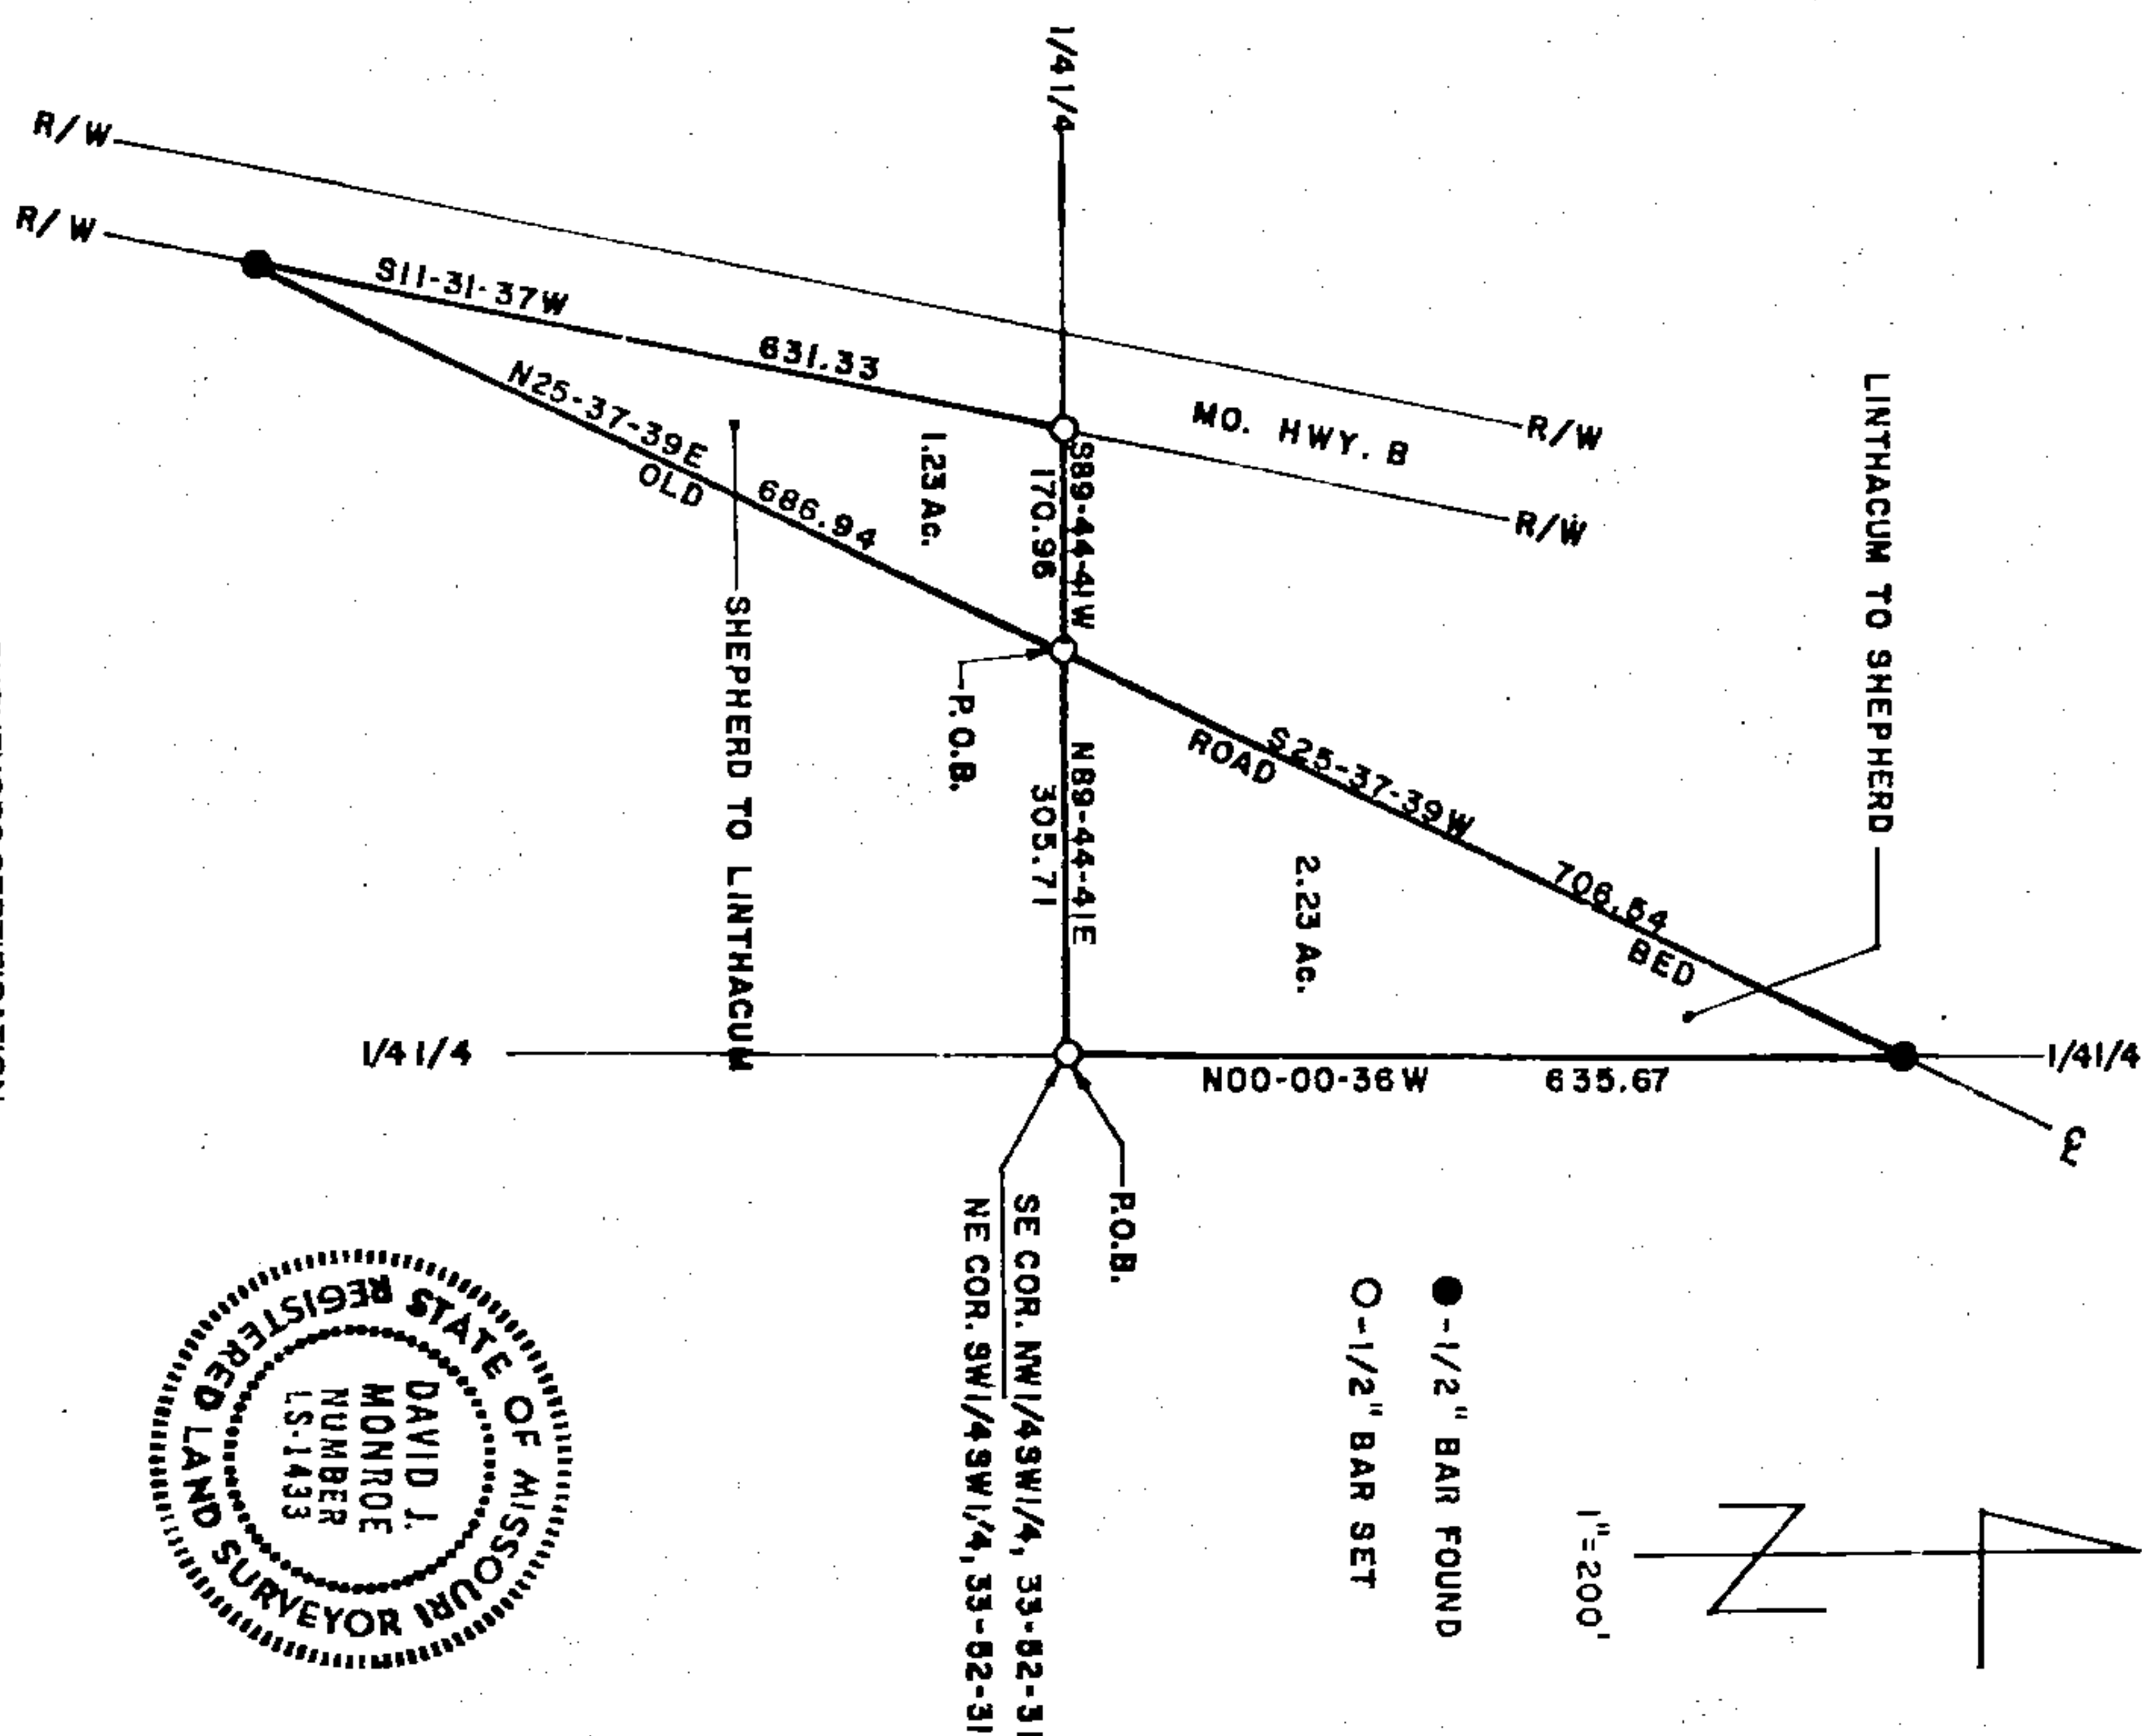 1/4 1/4
R/W
R/W
S11-31-37W
631.33
N25-37-39E
686.94
OLD
1.23 Ac.
S89-44-41W
170.96
MO. HWY. B
R/W
R/W
LINTHACUM TO SHEPHERD
SHEPHERD TO LINTHACUM
P.O.B.
N89-44-41E
305.71
ROAD
S25-37-39W
706.54
BED
2.23 Ac.
1/4 1/4
N00-00-36W
635.67
1/4 1/4
P.O.B.
SE COR. NW1/4SW1/4, 33-52-31
NE COR. SW1/4SW1/4, 33-52-31
●-1/2" BAR FOUND
○-1/2" BAR SET
1"=200'
N
STATE OF MISSOURI
REGISTERED LAND SURVEYOR
DAVID J.
MONROE
NUMBER
LS-1433